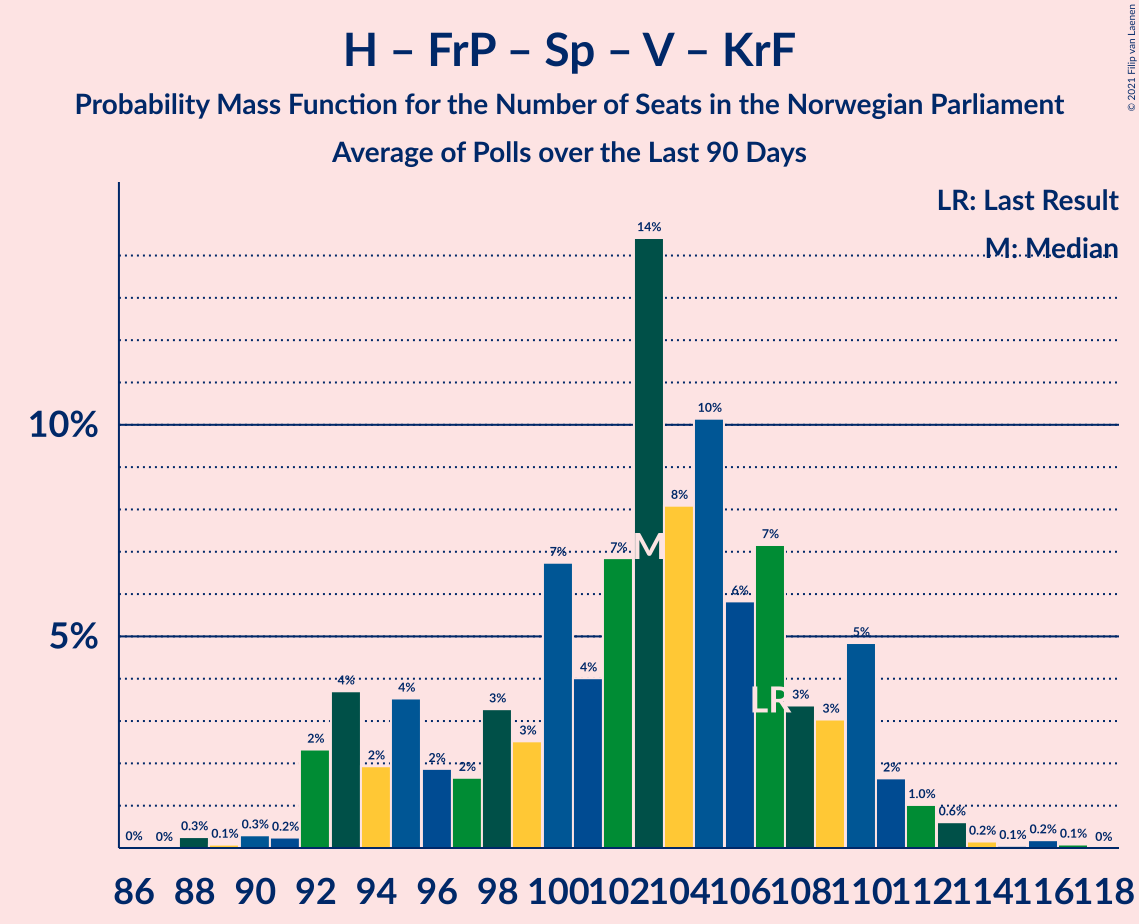 H – FrP – Sp – V – KrF
Probability Mass Function for the Number of Seats in the Norwegian Parliament
Average of Polls over the Last 90 Days
© 2021 Filip van Laenen
LR: Last Result
M: Median
10%
5%
0% 0% 0.3% 0.1% 0.3% 0.2% 2% 4% 2% 4% 2% 2% 3% 3% 7% 4% 7% 14% 8% 10% 6% 7% 3% 3% 5% 2% 1.0% 0.6% 0.2% 0.1% 0.2% 0.1% 0%
M
LR
86 88 90 92 94 96 98 100 102 104 106 108 110 112 114 116 118